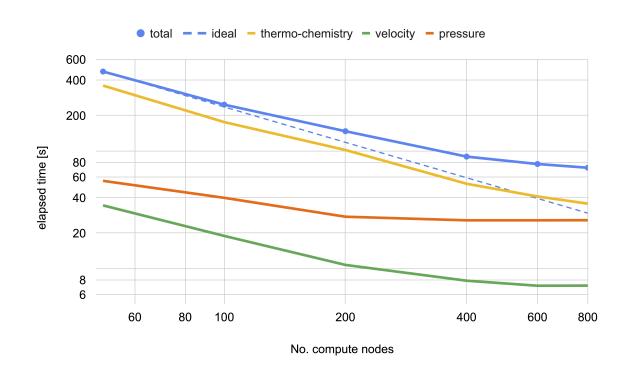 total ideal thermo-chemistry velocity pressure
600
400
200
80
60
40
20
8
6
elapsed time [s]
60 80 100 200 400 600 800
No. compute nodes